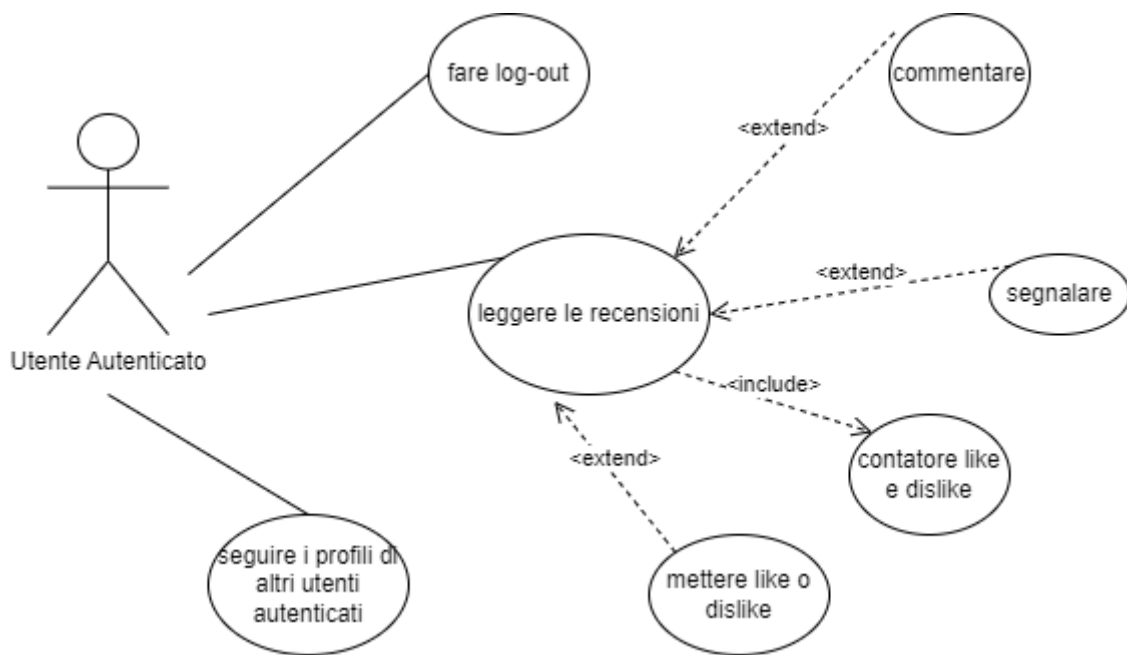 fare log-out
commentare
<extend>
<extend>
segnalare
leggere le recensioni
Utente Autenticato
<include>
<extend>
contatore like
e dislike
seguire i profili di
altri utenti
autenticati
mettere like o
dislike